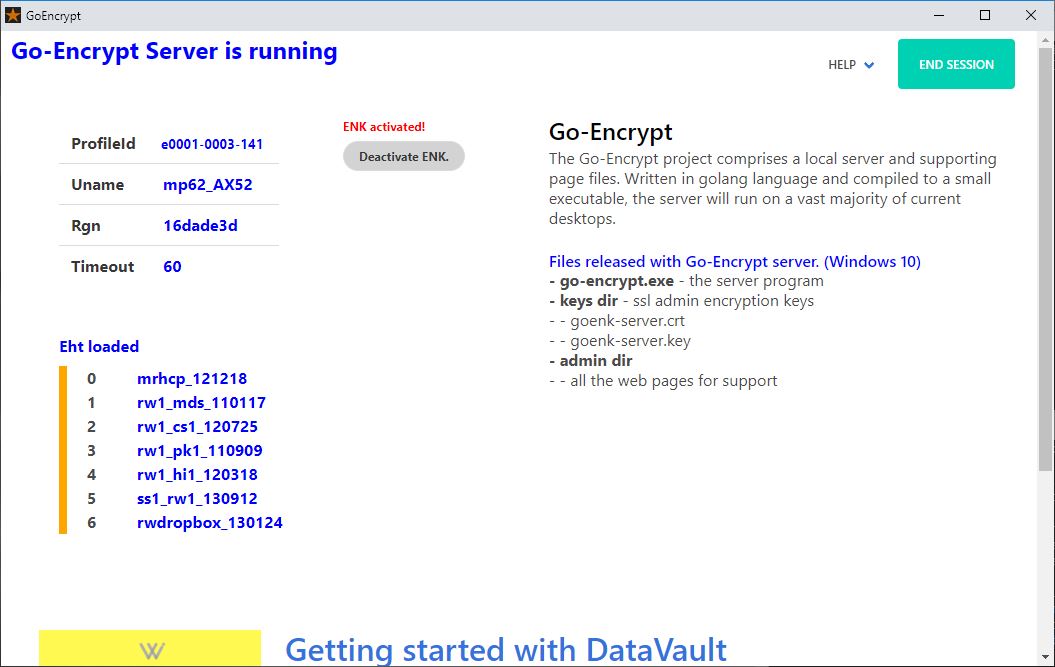 GoEncrypt
Go-Encrypt Server is running
HELP
END SESSION
ProfileId e0001-0003-141
Uname mp62_AX52
Rgn 16dade3d
Timeout 60
ENK activated!
Deactivate ENK.
Eht loaded
0 mrhcp_121218
1 rw1_mds_110117
2 rw1_cs1_120725
3 rw1_pk1_110909
4 rw1_hi1_120318
5 ss1_rw1_130912
6 rwdropbox_130124
Go-Encrypt
The Go-Encrypt project comprises a local server and supporting
page files. Written in golang language and compiled to a small
executable, the server will run on a vast majority of current
desktops.
Files released with Go-Encrypt server. (Windows 10)
- go-encrypt.exe - the server program
- keys dir - ssl admin encryption keys
- - goenk-server.crt
- - goenk-server.key
- admin dir
- - all the web pages for support
W
Getting started with DataVault